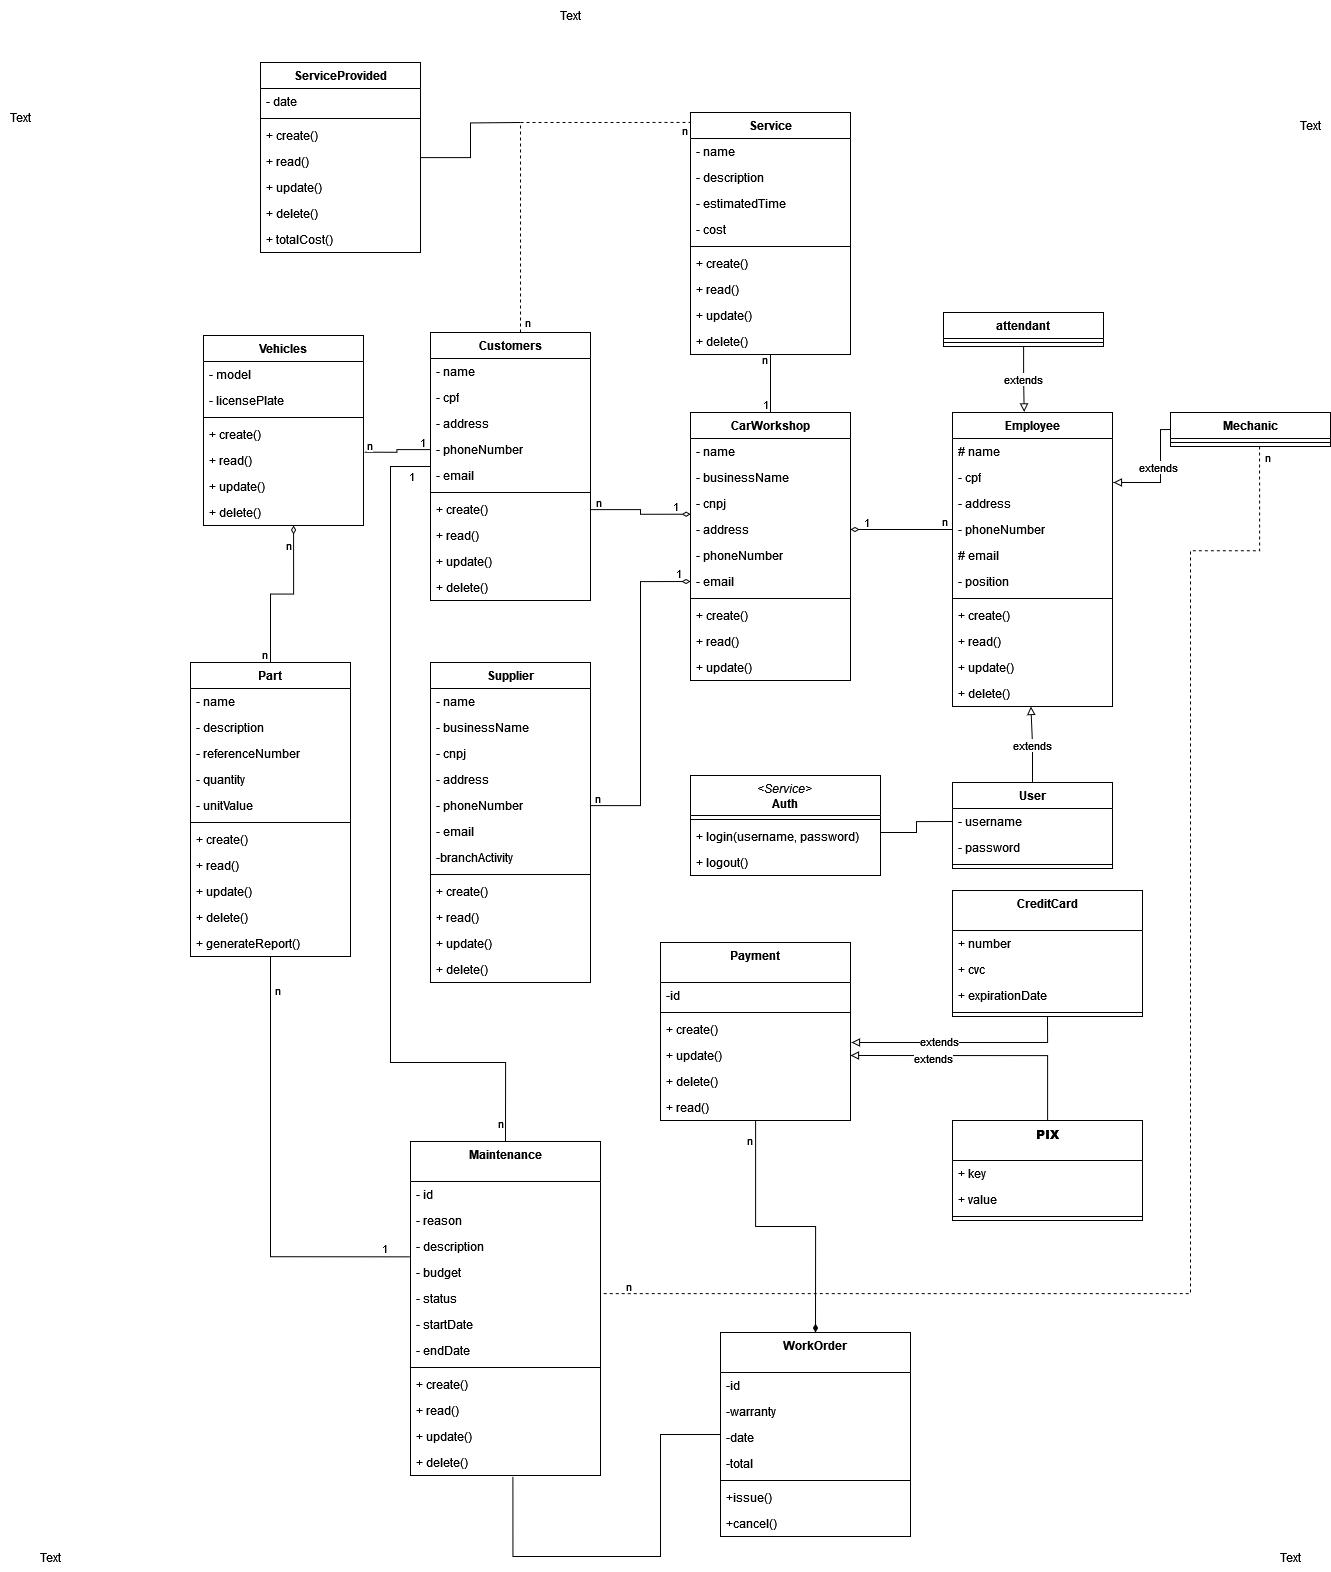 Text
Text
Text
ServiceProvided
- date
+ create()
+ read()
+ update()
+ delete()
+ totalCost()
n
Service
- name
- description
- estimatedTime
- cost
+ create()
+ read()
+ update()
+ delete()
n
n
1
Vehicles
- model
- licensePlate
+ create()
+ read()
+ update()
+ delete()
n
1
1
n
Customers
- name
- cpf
- address
- phoneNumber
- email
+ create()
+ read()
+ update()
+ delete()
n
1
CarWorkshop
- name
- businessName
- cnpj
- address
- phoneNumber
- email
+ create()
+ read()
+ update()
1
1
n
attendant
extends
Employee
# name
- cpf
- address
- phoneNumber
# email
- position
+ create()
+ read()
+ update()
+ delete()
extends
Mechanic
n
extends
n
Part
- name
- description
- referenceNumber
- quantity
- unitValue
+ create()
+ read()
+ update()
+ delete()
+ generateReport()
n
Supplier
- name
- businessName
- cnpj
- address
- phoneNumber
- email
-branchActivity
+ create()
+ read()
+ update()
+ delete()
n
<Service>
Auth
+ login(username, password)
+ logout()
User
- username
- password
CreditCard
+ number
+ cvc
+ expirationDate
Payment
-id
+ create()
+ update()
+ delete()
+ read()
extends
extends
n
PIX
+ key
+ value
n
1
Maintenance
- id
- reason
- description
- budget
- status
- startDate
- endDate
+ create()
+ read()
+ update()
+ delete()
n
WorkOrder
-id
-warranty
-date
-total
+issue()
+cancel()
Text
Text